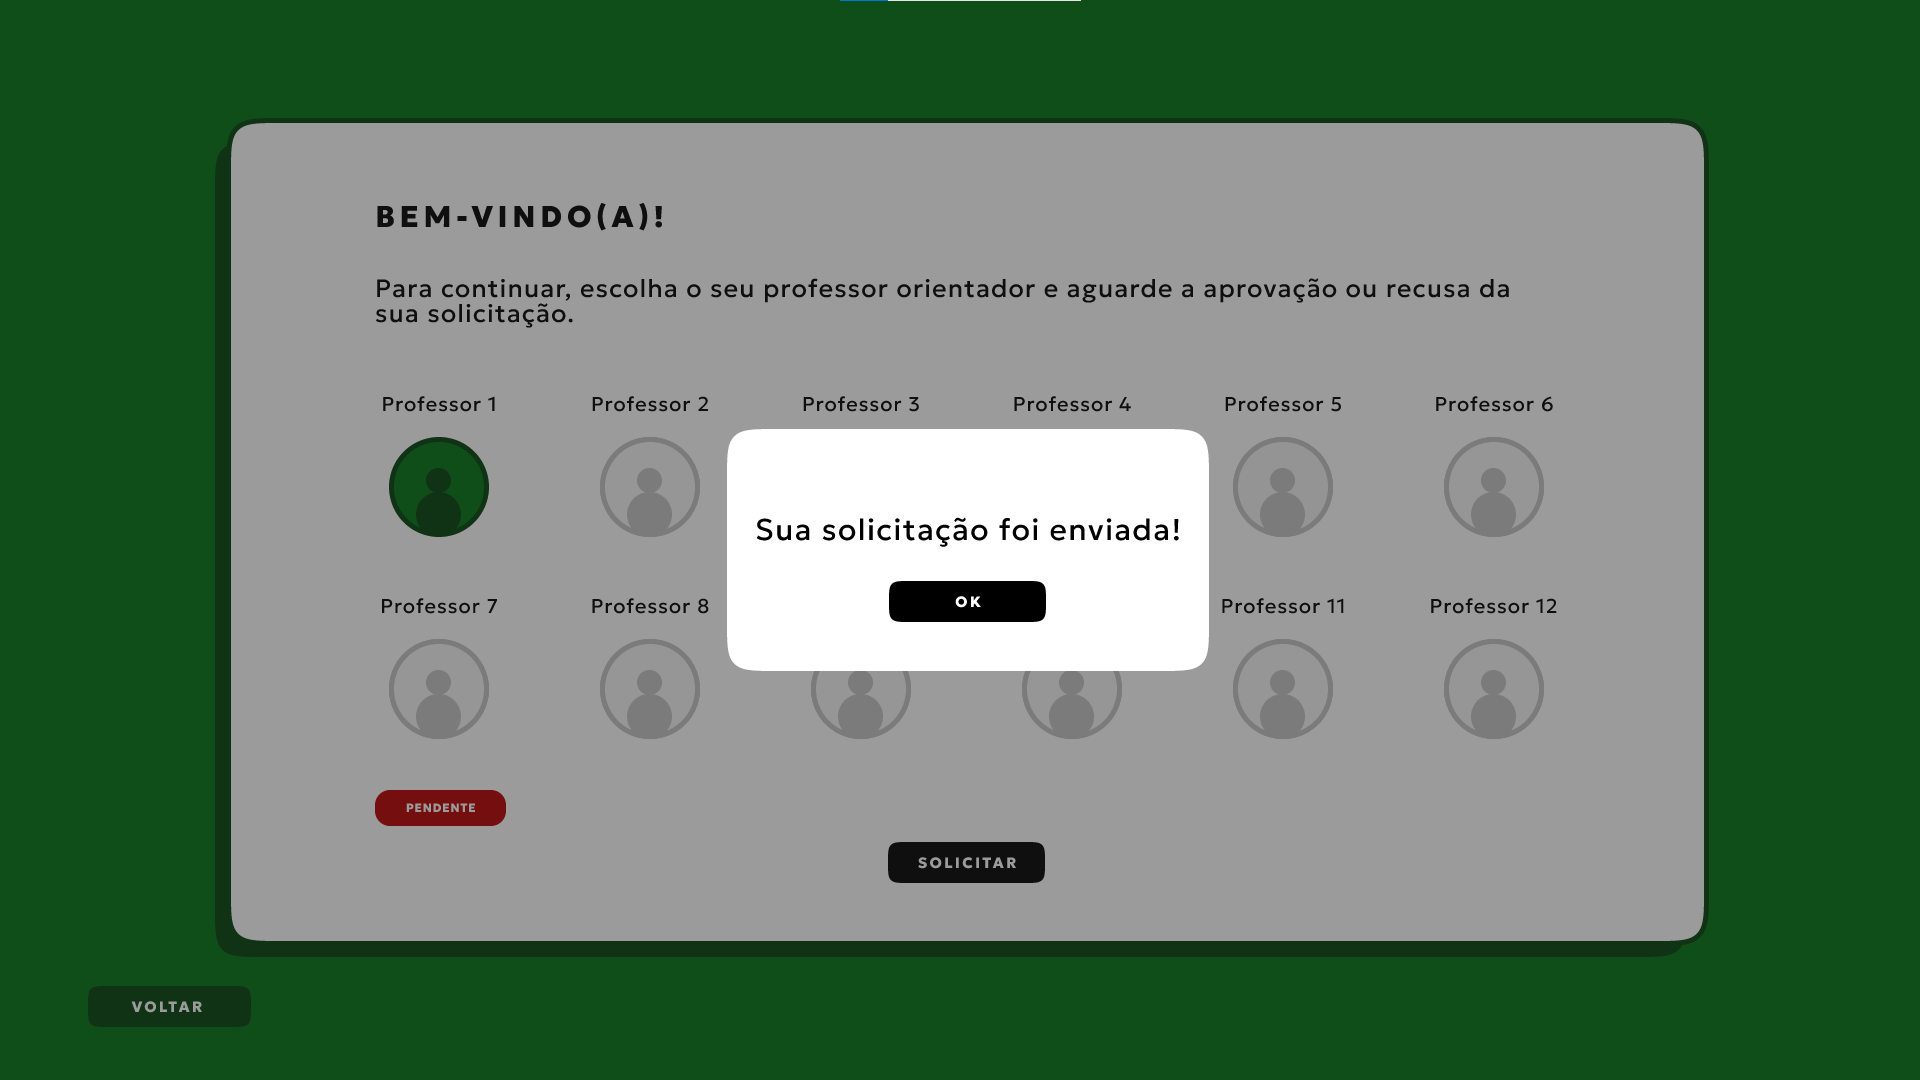 BEM-VINDO(A)!
Para continuar, escolha o seu professor orientador e aguarde a aprovação ou recusa da
sua solicitação.
Professor 1
Professor 2
Professor 3
Professor 4
Professor 5
Professor 6
Sua solicitação foi enviada!
OK
Professor 7
Professor 8
Professor 11
Professor 12
PENDENTE
SOLICITAR
VOLTAR